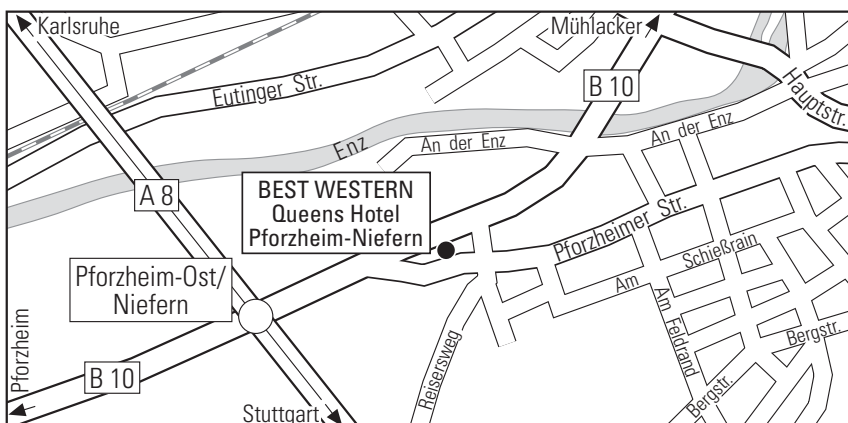 Karlsruhe
Mühlacker
Eutinger Str.
B 10
Hauptstr.
Enz
An der Enz
An der Enz
A 8
BEST WESTERN
Queens Hotel
Pforzheim-Niefern
Pforzheimer Str.
Schießrain
Am
Pforzheim-Ost/
Niefern
Am Feldrand
Pforzheim
Reisersweg
Bergstr.
B 10
Bergstr.
Stuttgart